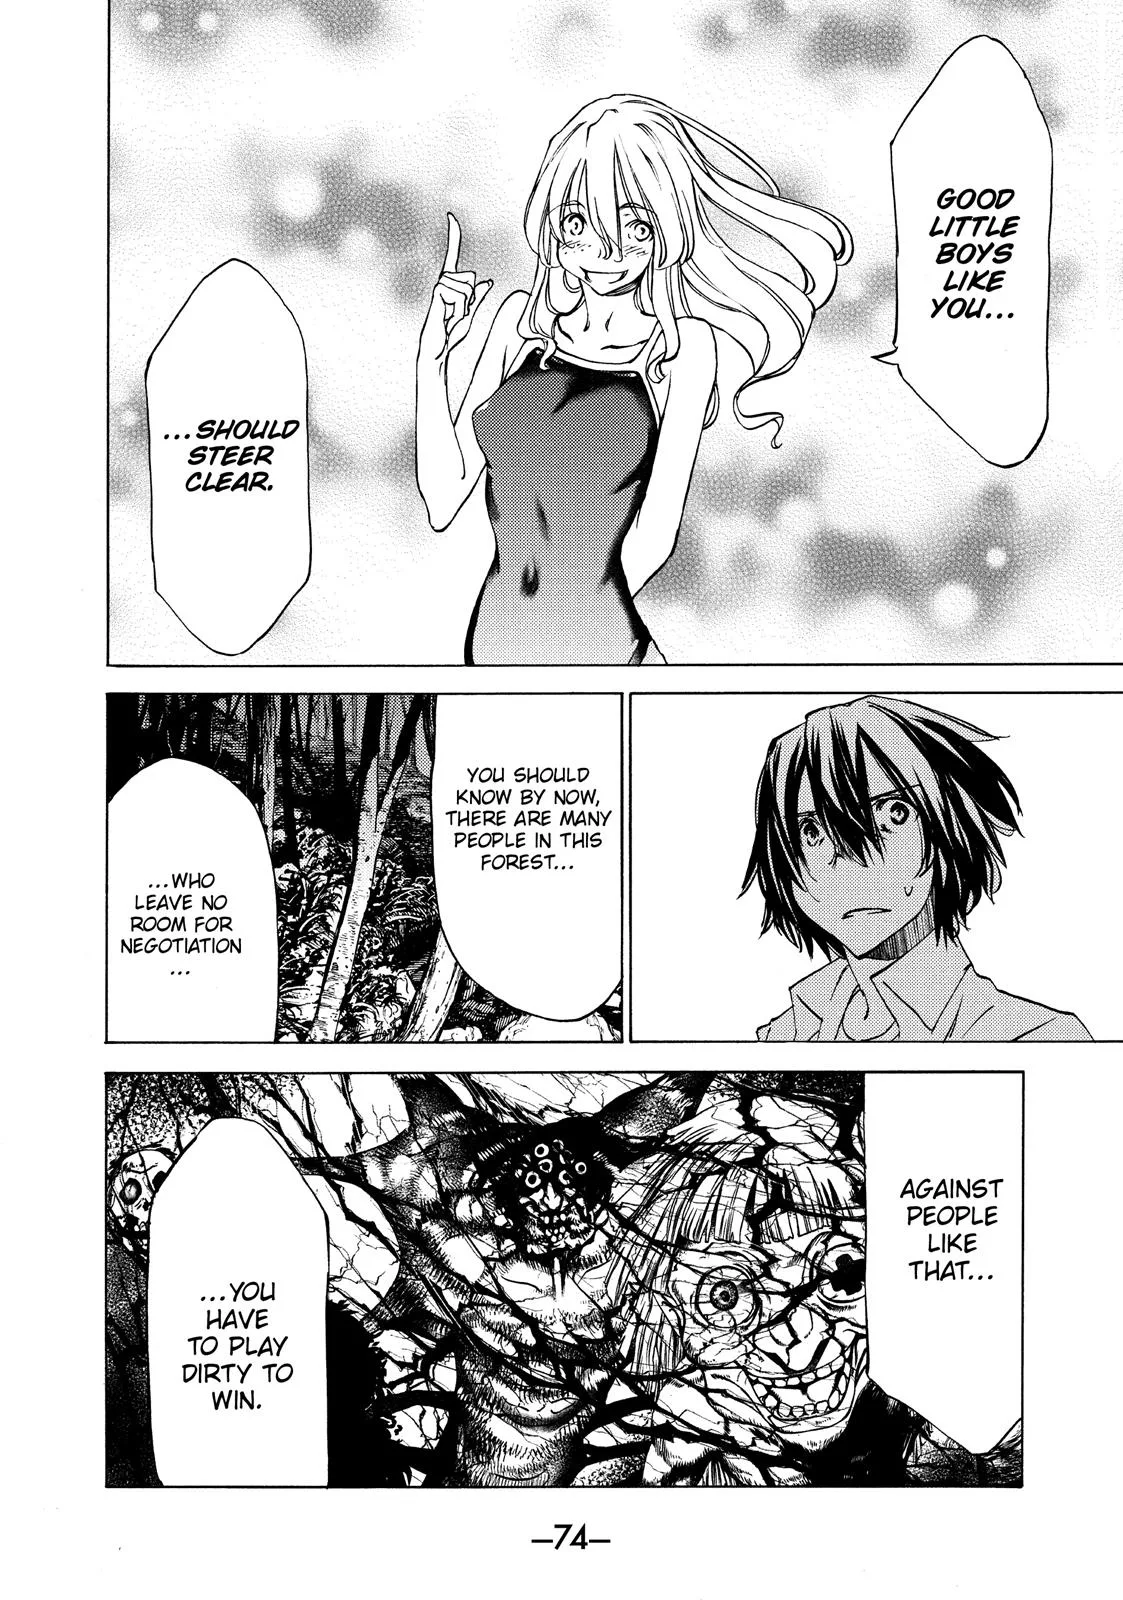 GOOD
LITTLE
BOYS
LIKE
YOU...
...SHOULD
STEER
CLEAR.
YOU SHOULD
KNOW BY NOW,
THERE ARE MANY
PEOPLE IN THIS
FOREST...
...WHO
LEAVE NO
ROOM FOR
NEGOTIATION
...
AGAINST
PEOPLE
LIKE
THAT...
...YOU
HAVE
TO PLAY
DIRTY TO
WIN.
—74—